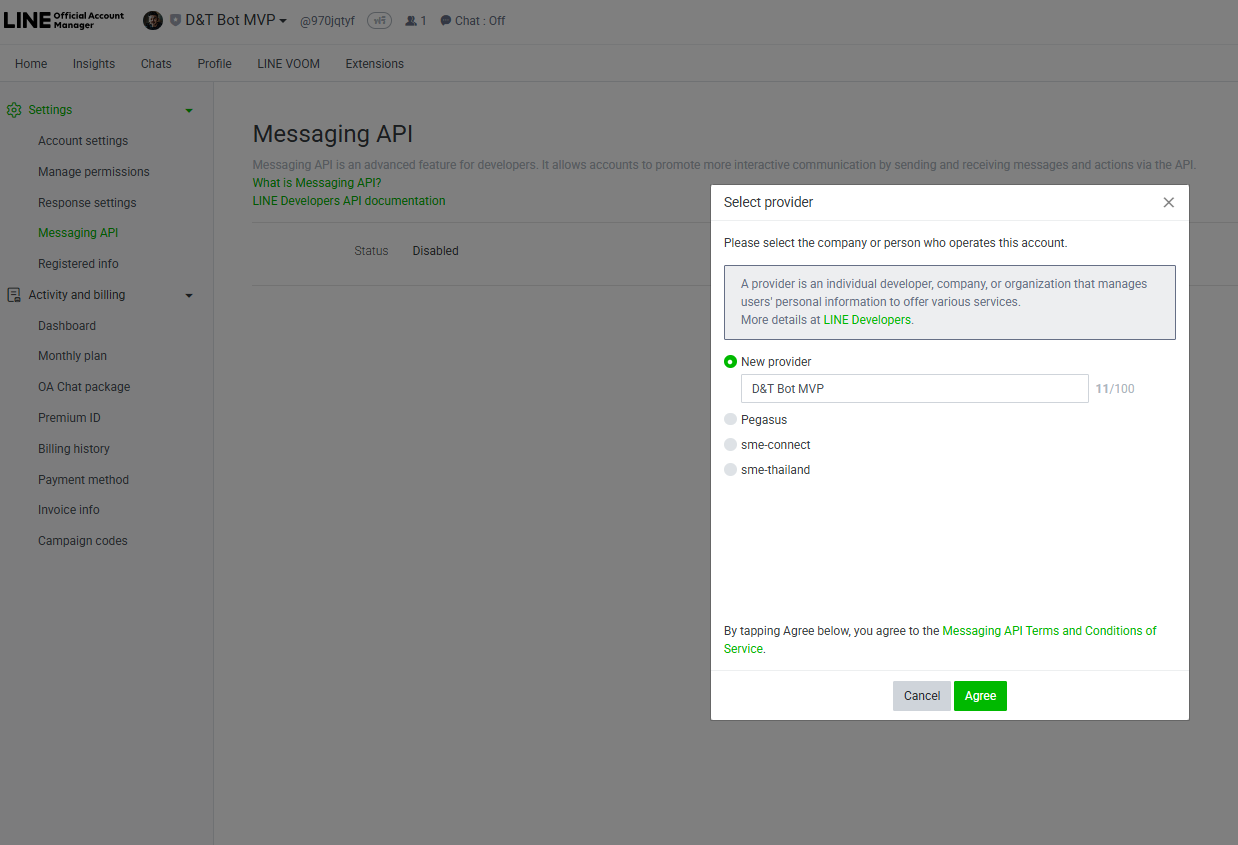 LINE Official Account Manager
D&T Bot MVP
@970jqtyf
ฟรี
1
Chat : Off
Home
Insights
Chats
Profile
LINE VOOM
Extensions
Settings
Account settings
Manage permissions
Response settings
Messaging API
Registered info
Activity and billing
Dashboard
Monthly plan
OA Chat package
Premium ID
Billing history
Payment method
Invoice info
Campaign codes
Messaging API
Messaging API is an advanced feature for developers. It allows accounts to promote more interactive communication by sending and receiving messages and actions via the API.
What is Messaging API?
LINE Developers API documentation
Status Disabled
Select provider
Please select the company or person who operates this account.
A provider is an individual developer, company, or organization that manages
users' personal information to offer various services.
More details at LINE Developers.
New provider
D&T Bot MVP 11/100
Pegasus
sme-connect
sme-thailand
By tapping Agree below, you agree to the Messaging API Terms and Conditions of
Service.
Cancel Agree